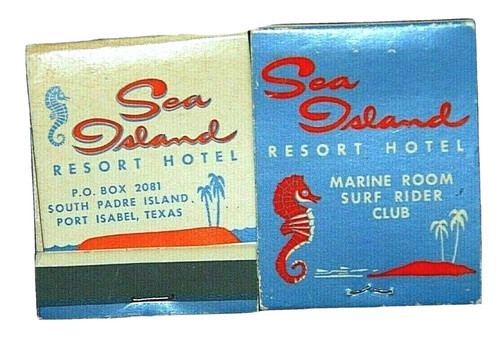 Sea
Island
RESORT HOTEL
P.O. BOX 2081
SOUTH PADRE ISLAND
PORT ISABEL, TEXAS
Sea
Island
RESORT HOTEL
MARINE ROOM
SURF RIDER
CLUB